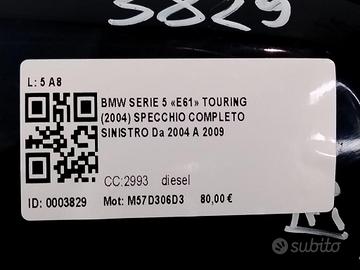 3829
L: 5 A8
BMW SERIE 5 «E61» TOURING
(2004) SPECCHIO COMPLETO
SINISTRO Da 2004 A 2009
CC:2993 diesel
ID: 0003829 Mot: M57D306D3 80,00 €
subito